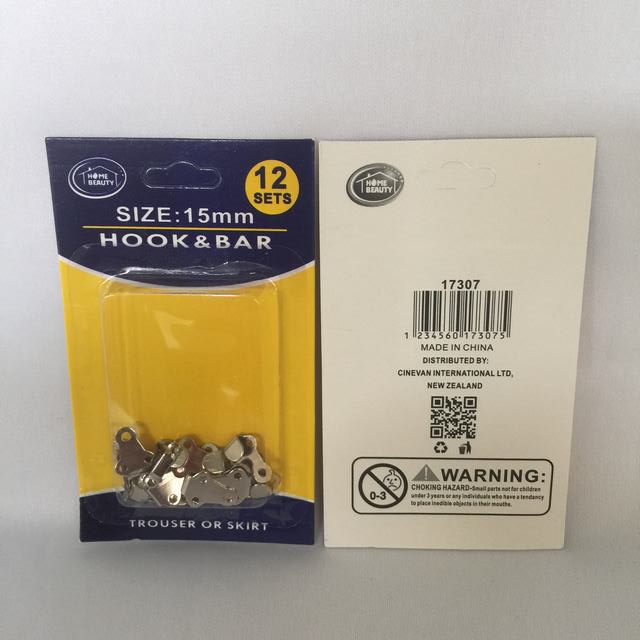 HOME
BEAUTY
12
SETS
SIZE:15mm
HOOK&BAR
TROUSER OR SKIRT
HOME
BEAUTY
17307
1 234560 173075
MADE IN CHINA
DISTRIBUTED BY:
CINEVAN INTERNATIONAL LTD,
NEW ZEALAND
0-3
WARNING:
CHOKING HAZARD-Small parts not for children
under 3 years or any individuals who have a tendency
to place inedible objects in their mouths.